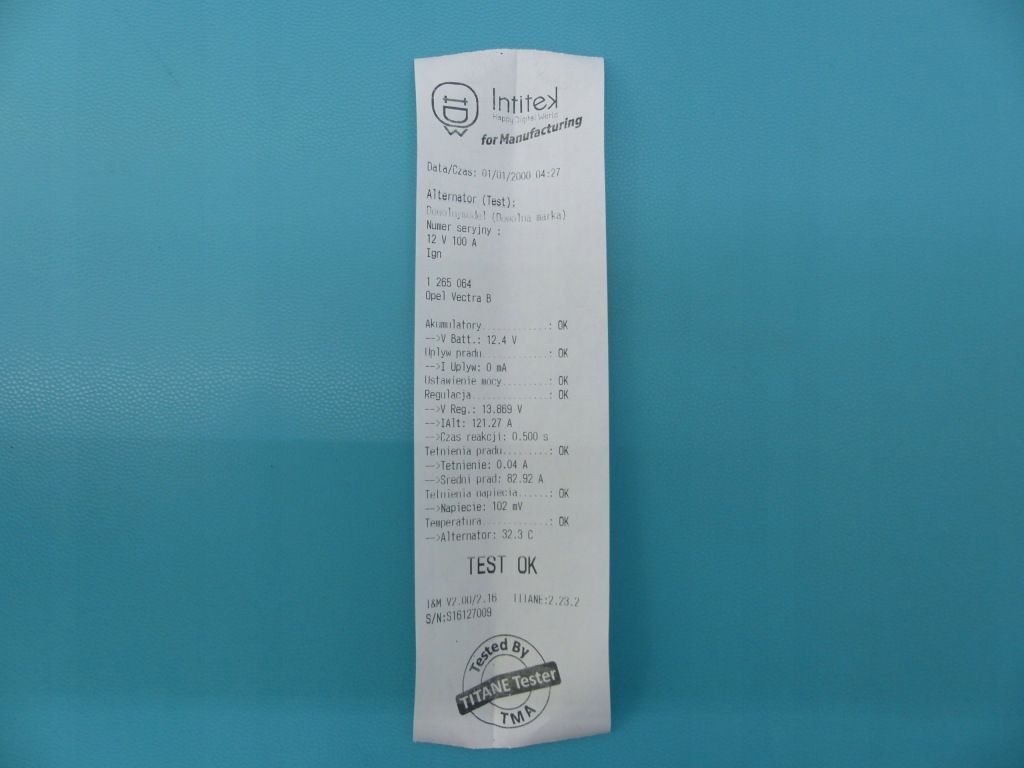 Intitek
Happy Digital World
for Manufacturing
Data/Czas: 01/01/2000 04:27
Alternator (Test):
Dowolnymodel (Dowolna marka)
Numer seryjny :
12 V 100 A
Ign
1 265 064
Opel Vectra B
Akumulatory............: OK
-->V Batt.: 12.4 V
Uplyw pradu............: OK
-->I Uplyw: 0 mA
Ustawienie mocy........: OK
Regulacja..............: OK
-->V Reg.: 13.869 V
-->IAlt: 121.27 A
-->Czas reakcji: 0.500 s
Tetnienia pradu........: OK
-->Tetnienie: 0.04 A
-->Sredni prad: 82.92 A
Tetnienia napiecia.....: OK
-->Napiecie: 102 mV
Temperatura............: OK
-->Alternator: 32.3 C
TEST OK
I&M V2.00/2.16 TITANE:2.23.2
S/N:S16127009
Tested By
TITANE Tester
TMA